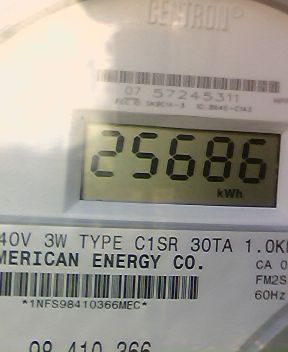 CENTRON®
07 57245311
25686
kWh
40V 3W TYPE C1SR 30TA 1.0K
MERICAN ENERGY CO.
CA 0
FM2S
60Hz
*1NFS98410366MEC*
98 410 366